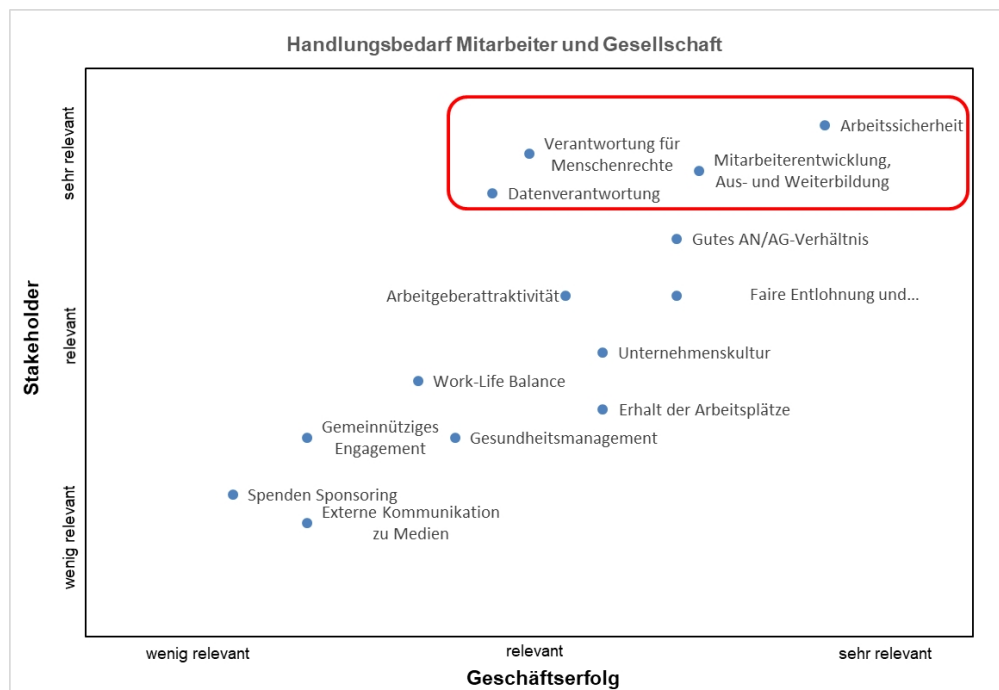 Handlungsbedarf Mitarbeiter und Gesellschaft
Stakeholder
sehr relevant
relevant
wenig relevant
Arbeitssicherheit
Verantwortung für
Menschenrechte
Mitarbeiterentwicklung,
Aus- und Weiterbildung
Datenverantwortung
Gutes AN/AG-Verhältnis
Arbeitgeberattraktivität
Faire Entlohnung und...
Unternehmenskultur
Work-Life Balance
Erhalt der Arbeitsplätze
Gemeinnütziges
Engagement
Gesundheitsmanagement
Spenden Sponsoring
Externe Kommunikation
zu Medien
wenig relevant
relevant
sehr relevant
Geschäftserfolg